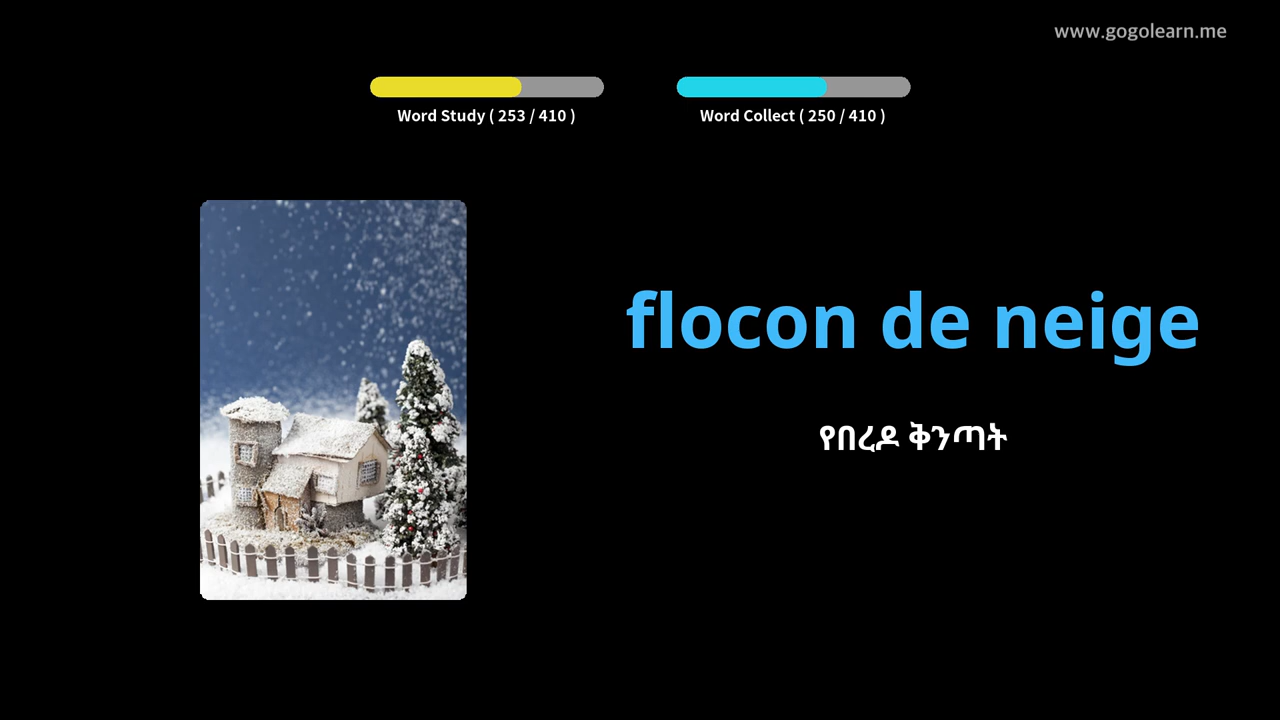 www.gogolearn.me
Word Study ( 253 / 410 )
Word Collect ( 250 / 410 )
flocon de neige
የበረዶ ቅንጣት